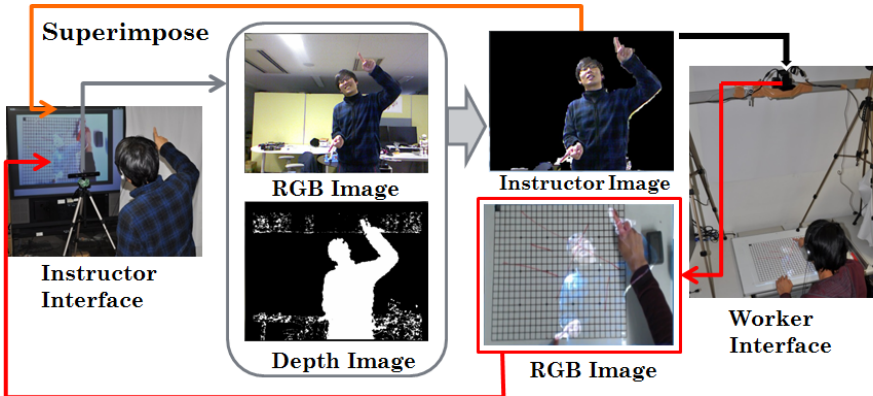 Superimpose
RGB Image
Instructor Image
Instructor
Interface
Depth Image
RGB Image
Worker
Interface